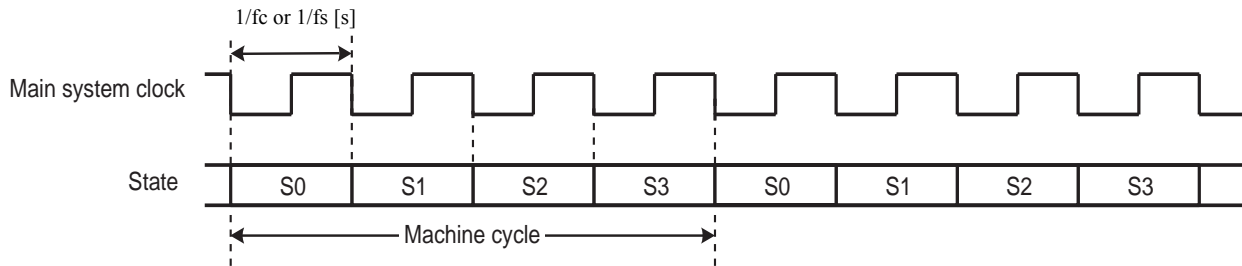 1/fc or 1/fs [s]
Main system clock
State S0 S1 S2 S3 S0 S1 S2 S3
Machine cycle